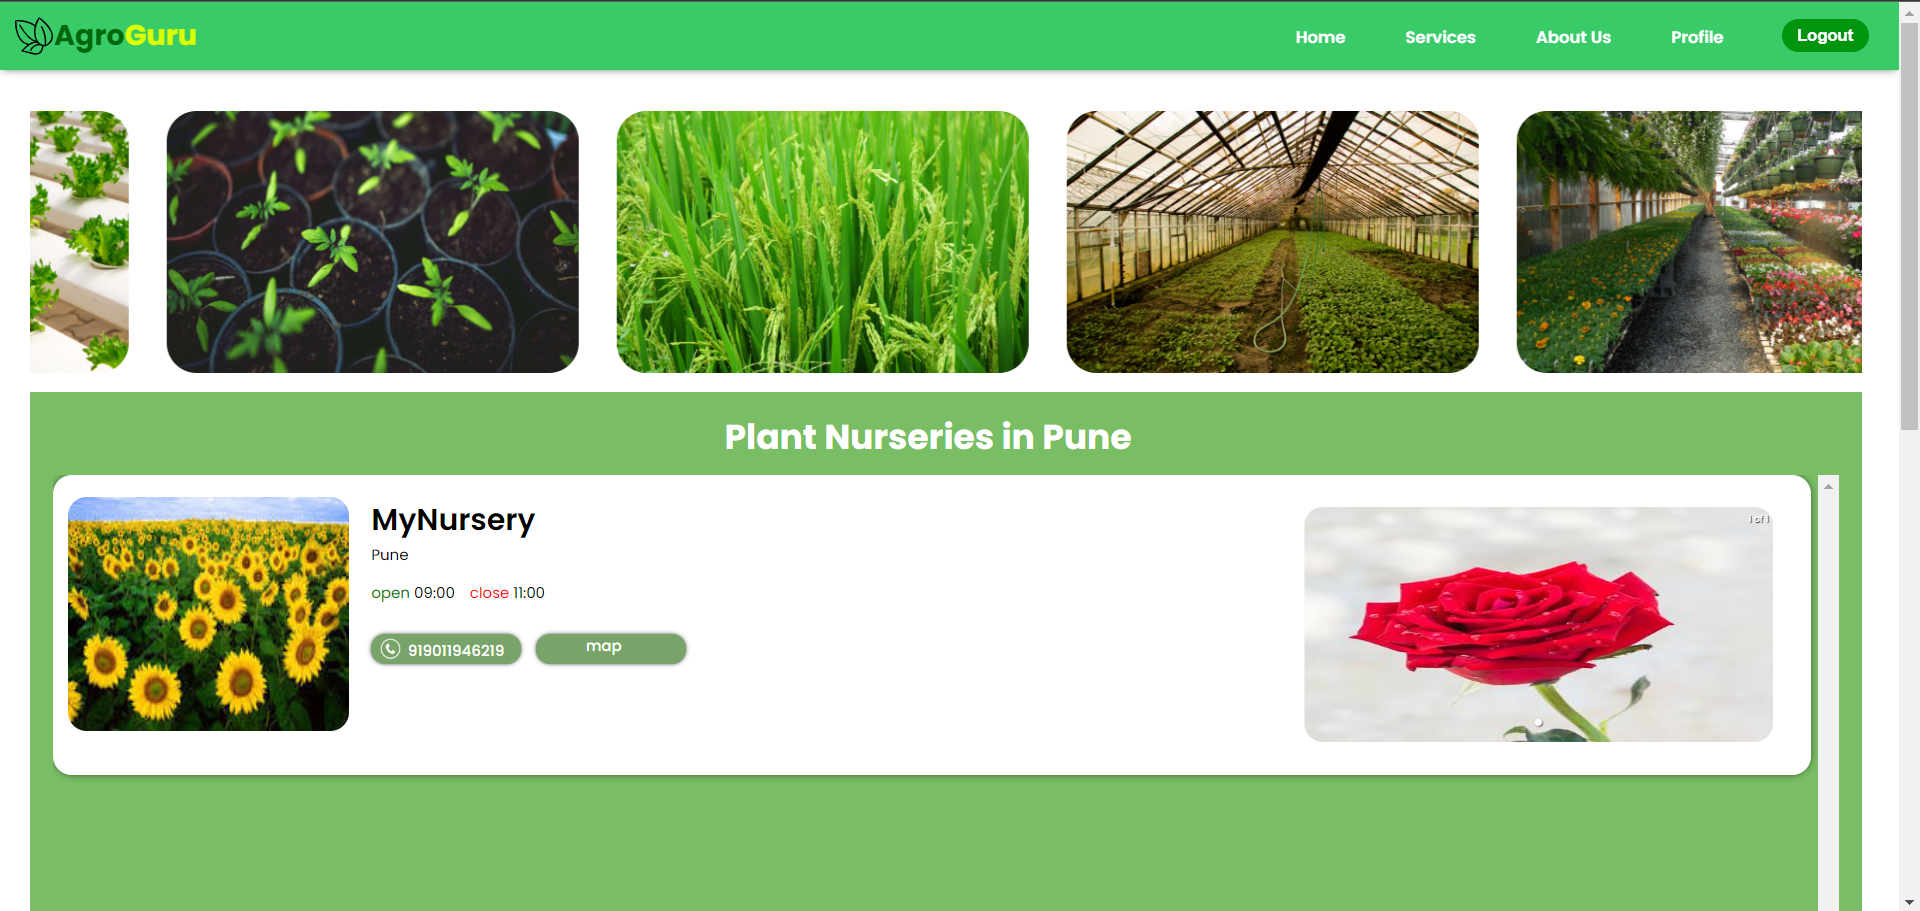 AgroGuru
Home Services About Us Profile Logout
Plant Nurseries in Pune
MyNursery
Pune
open 09:00 close 11:00
919011946219 map
1 of 1